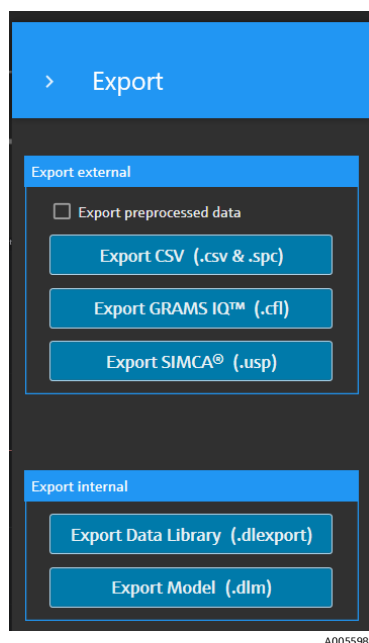 Export
Export external
Export preprocessed data
Export CSV (.csv & .spc)
Export GRAMS IQ™ (.cfl)
Export SIMCA® (.usp)
Export internal
Export Data Library (.dlexport)
Export Model (.dlm)
A005598